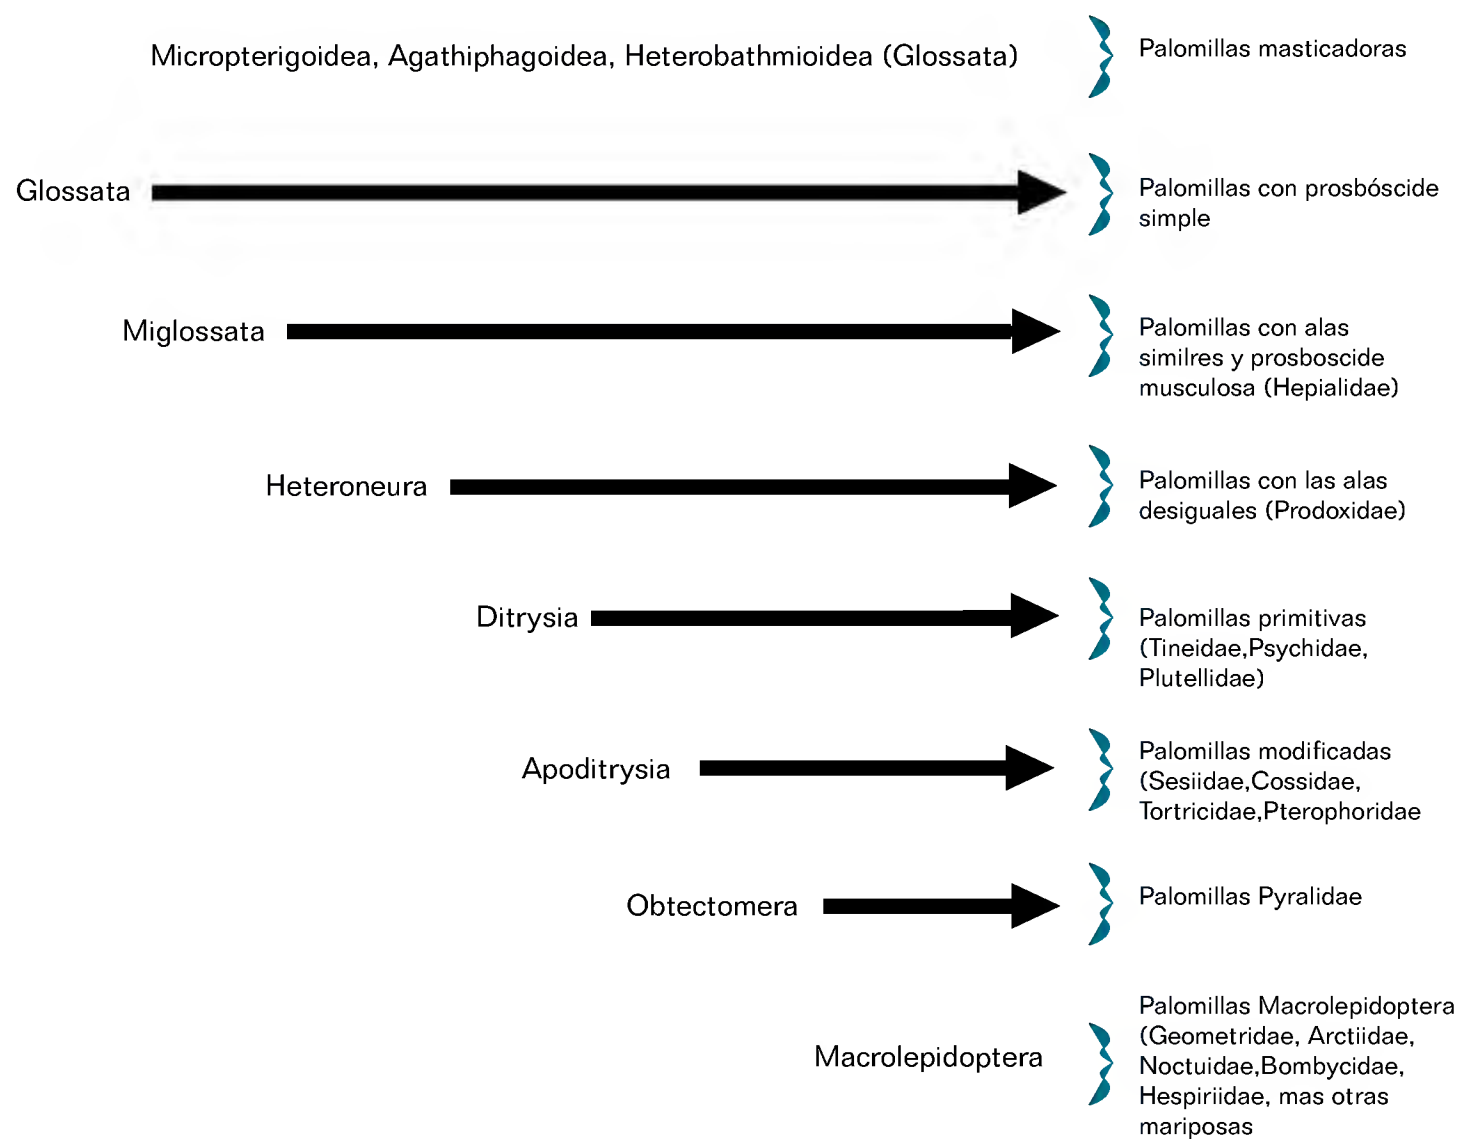 Micropterigoidea, Agathiphagoidea, Heterobathmioidea (Glossata)
Palomillas masticadoras
Glossata
Palomillas con prosbóscide
simple
Miglossata
Palomillas con alas
similres y prosboscide
musculosa (Hepialidae)
Heteroneura
Palomillas con las alas
desiguales (Prodoxidae)
Ditrysia
Palomillas primitivas
(Tineidae,Psychidae,
Plutellidae)
Apoditrysia
Palomillas modificadas
(Sesiidae,Cossidae,
Tortricidae,Pterophoridae
Obtectomera
Palomillas Pyralidae
Macrolepidoptera
Palomillas Macrolepidoptera
(Geometridae, Arctiidae,
Noctuidae,Bombycidae,
Hespiriidae, mas otras
mariposas